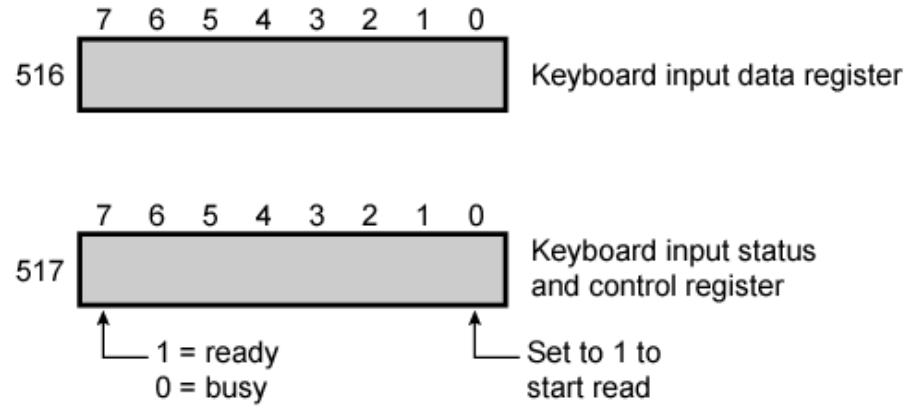 7 6 5 4 3 2 1 0
516 Keyboard input data register
7 6 5 4 3 2 1 0
517 Keyboard input status
and control register
1 = ready
0 = busy
Set to 1 to
start read